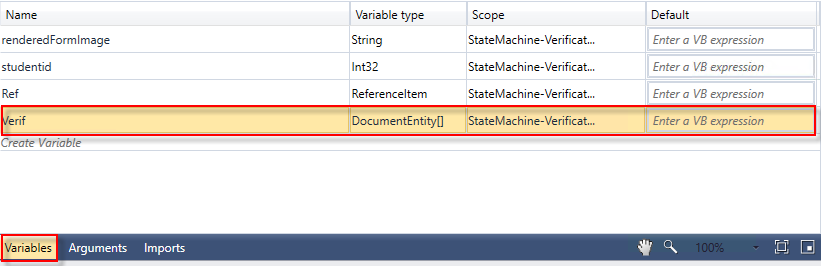 Name Variable type Scope Default
renderedFormImage String StateMachine-Verificat... Enter a VB expression
studentid Int32 StateMachine-Verificat... Enter a VB expression
Ref ReferenceItem StateMachine-Verificat... Enter a VB expression
Verif DocumentEntity[] StateMachine-Verificat... Enter a VB expression
Create Variable
Variables Arguments Imports 100%